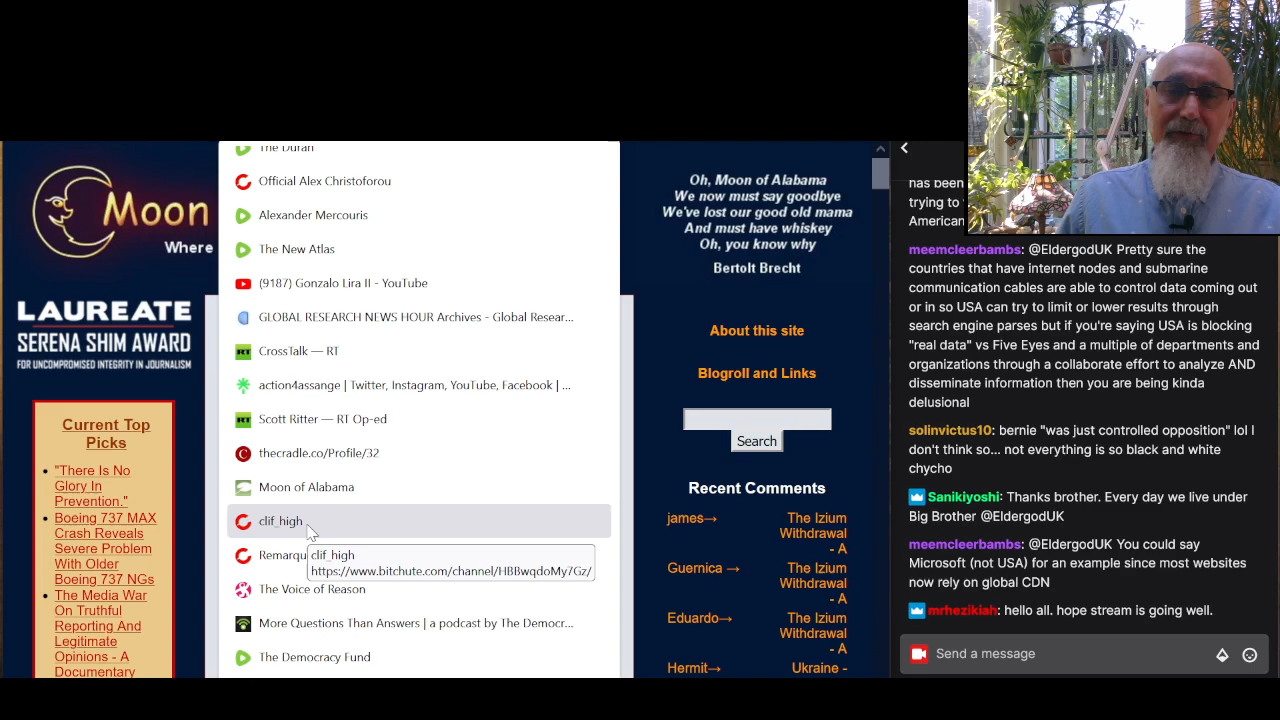 Moon
Where
LAUREATE
SERENA SHIM AWARD
FOR UNCOMPROMISED INTEGRITY IN JOURNALISM
Current Top
Picks
"There Is No
Glory In
Prevention."
Boeing 737 MAX
Crash Reveals
Severe Problem
With Older
Boeing 737 NGs
The Media War
On Truthful
Reporting And
Legitimate
Opinions - A
Documentary
The Duran
Official Alex Christoforou
Alexander Mercouris
The New Atlas
(9187) Gonzalo Lira II - YouTube
GLOBAL RESEARCH NEWS HOUR Archives - Global Resear...
RT CrossTalk — RT
action4assange | Twitter, Instagram, YouTube, Facebook | ...
RT Scott Ritter — RT Op-ed
C thecradle.co/Profile/32
Moon of Alabama
clif_high
Remarqu
clif_high
https://www.bitchute.com/channel/HBBwqdoMy7Gz/
The Voice of Reason
More Questions Than Answers | a podcast by The Democr...
The Democracy Fund
Oh, Moon of Alabama
We now must say goodbye
We've lost our good old mama
And must have whiskey
Oh, you know why
Bertolt Brecht
About this site
Blogroll and Links
Search
Recent Comments
james→ The Izium
Withdrawal
- A
Guernica → The Izium
Withdrawal
- A
Eduardo→ The Izium
Withdrawal
- A
Hermit→ Ukraine -
has been
trying to
American
meemcleerbambs: @EldergodUK Pretty sure the
countries that have internet nodes and submarine
communication cables are able to control data coming out
or in so USA can try to limit or lower results through
search engine parses but if you're saying USA is blocking
"real data" vs Five Eyes and a multiple of departments and
organizations through a collaborate effort to analyze AND
disseminate information then you are being kinda
delusional
solinvictus10: bernie "was just controlled opposition" lol I
don't think so... not everything is so black and white
chycho
Sanikiyoshi: Thanks brother. Every day we live under
Big Brother @EldergodUK
meemcleerbambs: @EldergodUK You could say
Microsoft (not USA) for an example since most websites
now rely on global CDN
mrhezikiah: hello all. hope stream is going well.
Send a message